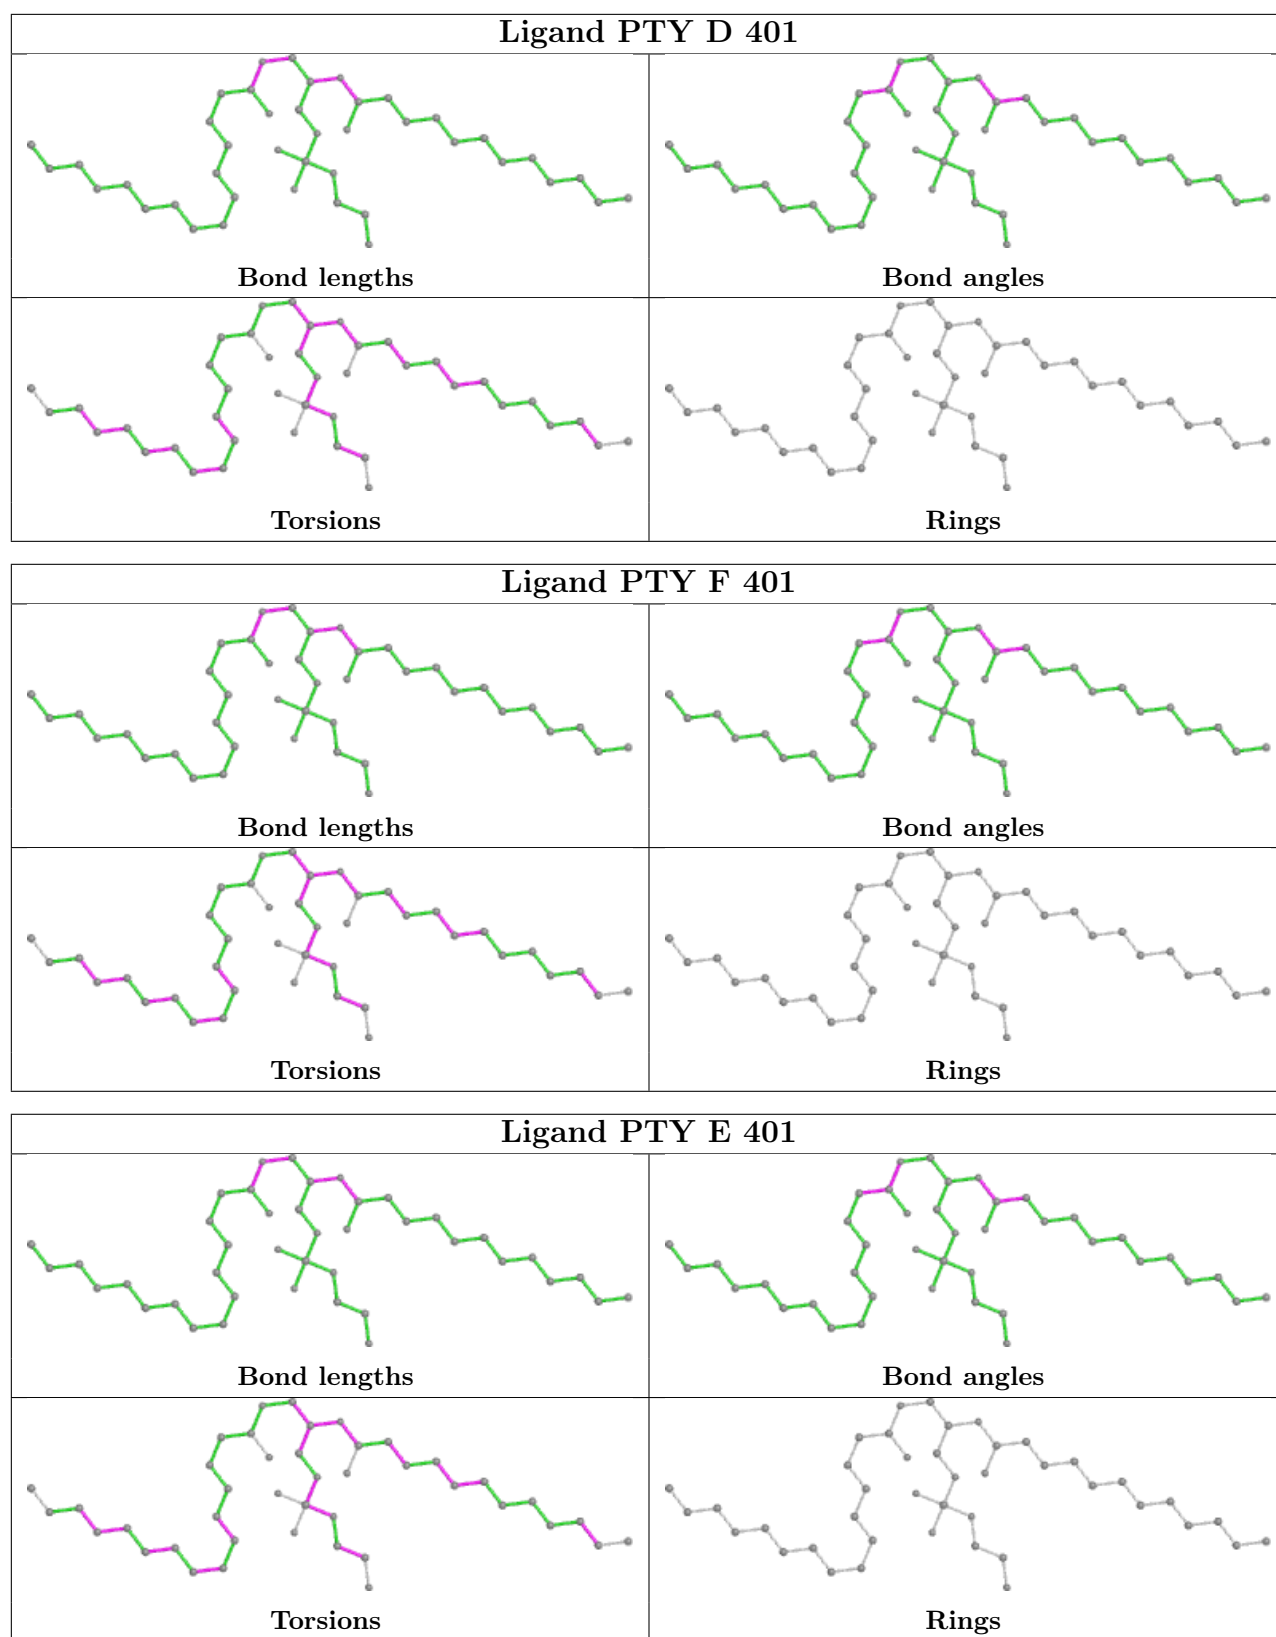 Ligand PTY D 401
Bond lengths
Bond angles
Torsions
Rings
Ligand PTY F 401
Bond lengths
Bond angles
Torsions
Rings
Ligand PTY E 401
Bond lengths
Bond angles
Torsions
Rings